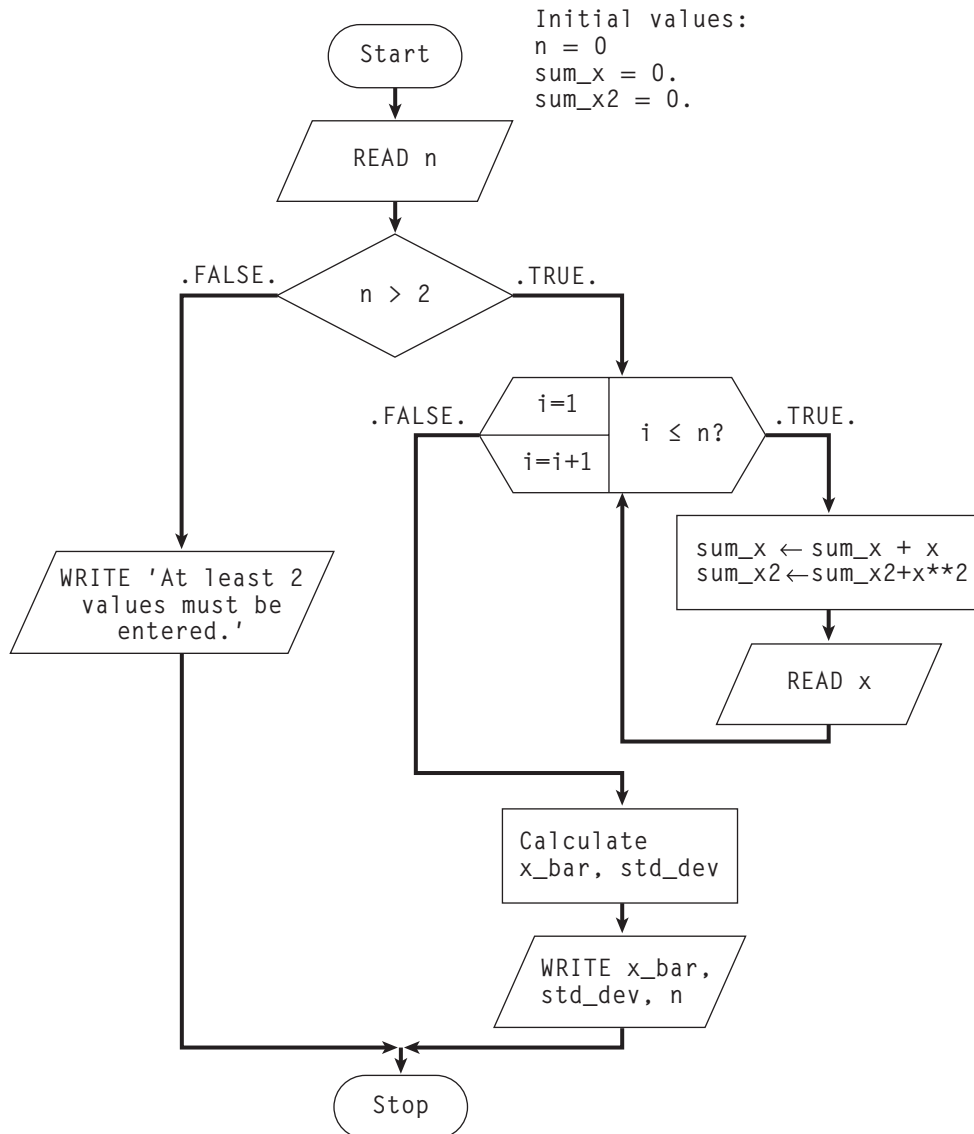 Initial values:
n = 0
sum_x = 0.
sum_x2 = 0.
Start
READ n
n > 2
.FALSE.
.TRUE.
i=1
i=i+1
i ≤ n?
.FALSE.
.TRUE.
sum_x ← sum_x + x
sum_x2←sum_x2+x**2
READ x
WRITE 'At least 2
values must be
entered.'
Calculate
x_bar, std_dev
WRITE x_bar,
std_dev, n
Stop